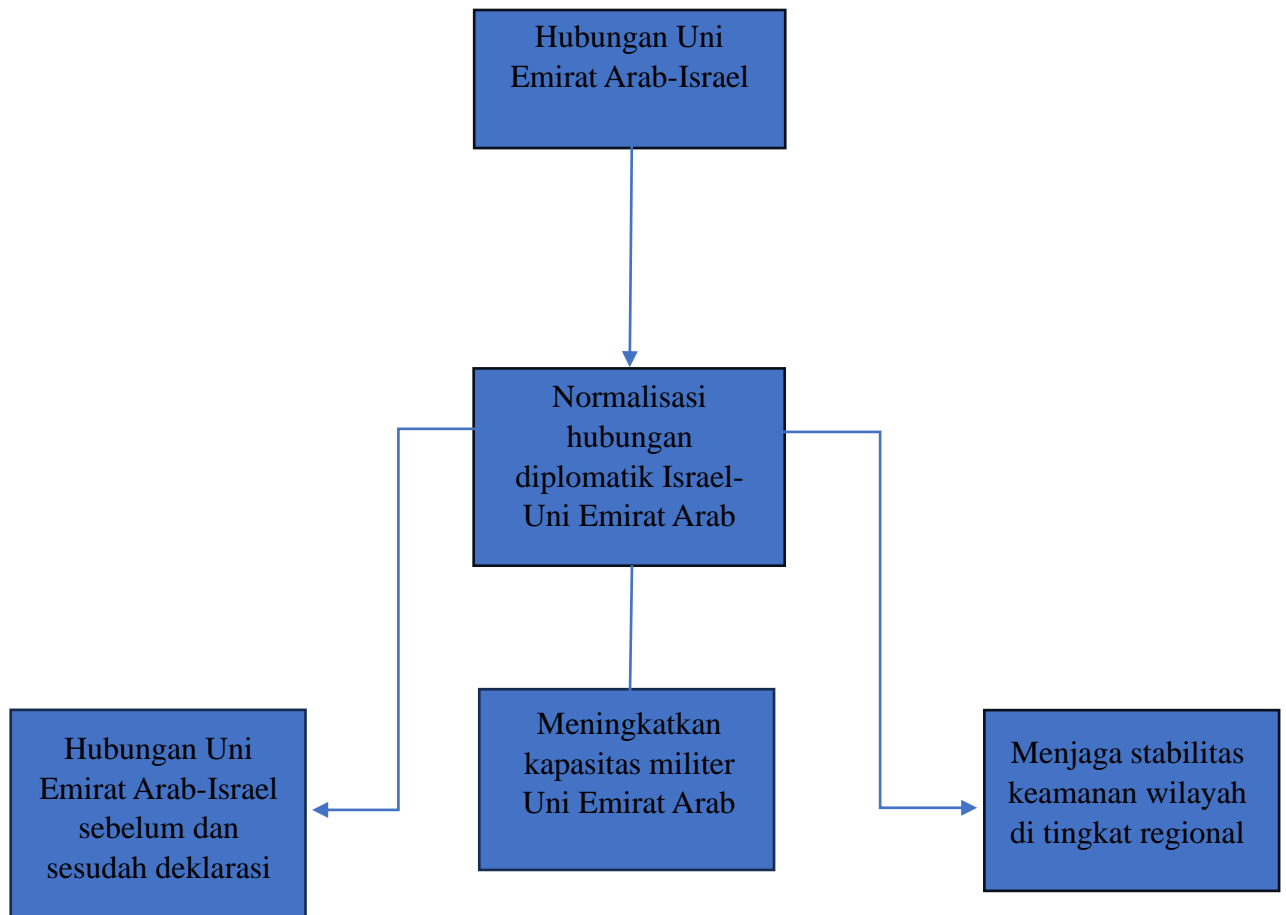 Hubungan Uni
Emirat Arab-Israel
Normalisasi
hubungan
diplomatik Israel-
Uni Emirat Arab
Hubungan Uni
Emirat Arab-Israel
sebelum dan
sesudah deklarasi
Meningkatkan
kapasitas militer
Uni Emirat Arab
Menjaga stabilitas
keamanan wilayah
di tingkat regional